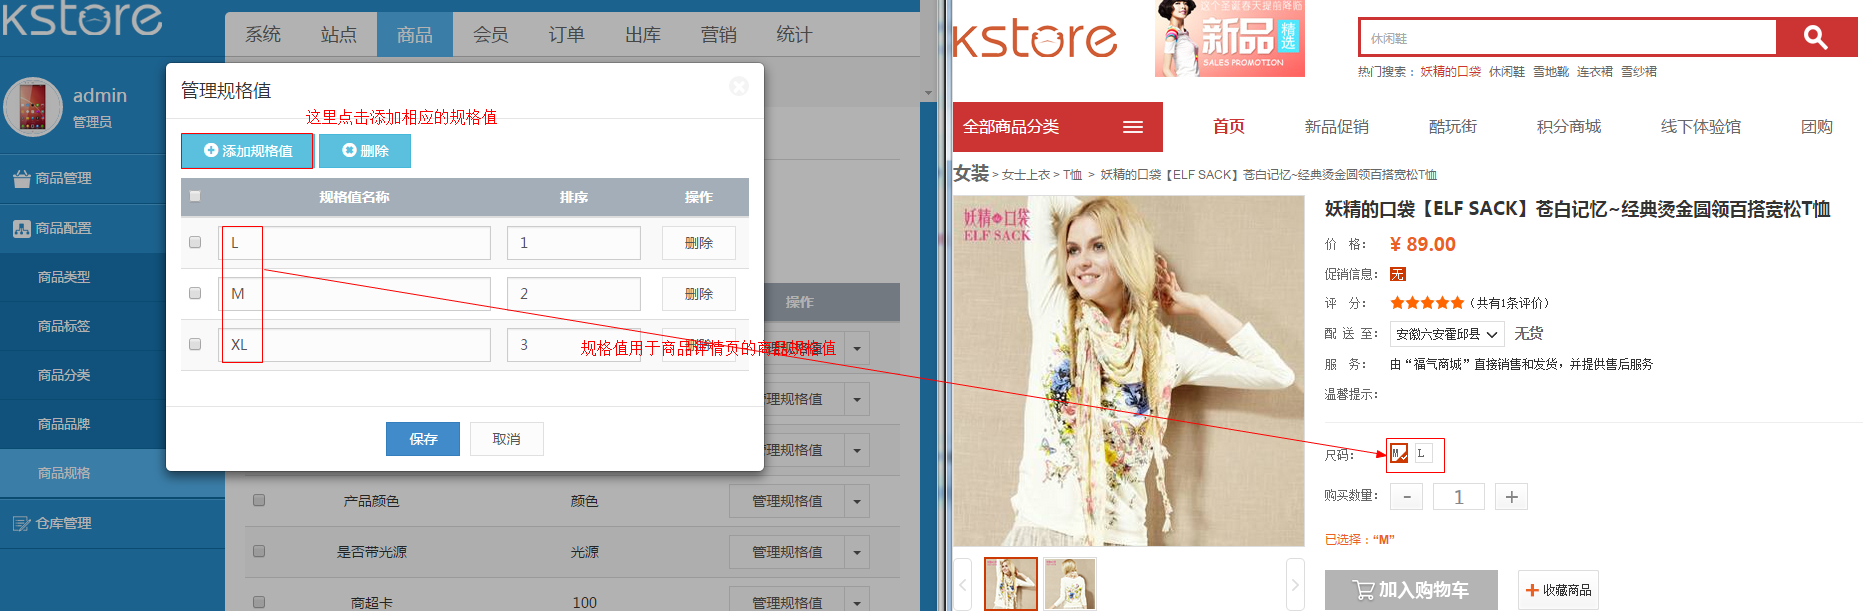 kstore
系统 站点 商品 会员 订单 出库 营销 统计
admin
管理员
商品管理
商品配置
商品类型
商品标签
商品分类
商品品牌
商品规格
仓库管理
管理规格值
这里点击添加相应的规格值
添加规格值 删除
规格值名称 排序 操作
L 1 删除
M 2 删除
XL 3
规格值用于商品详情页的商品规格值
保存 取消
操作
管理规格值
管理规格值
管理规格值
产品颜色 颜色 管理规格值
是否带光源 光源 管理规格值
商超卡 100 管理规格值
kstore
这个圣诞春天提前降临
新品 精选
SALES PROMOTION
休闲鞋
热门搜索： 妖精的口袋 休闲鞋 雪地靴 连衣裙 雪纱裙
全部商品分类 首页 新品促销 酷玩街 积分商城 线下体验馆 团购
女装 > 女士上衣 > T恤 > 妖精的口袋【ELF SACK】苍白记忆~经典烫金圆领百搭宽松T恤
妖精的口袋
ELF SACK
妖精的口袋【ELF SACK】苍白记忆~经典烫金圆领百搭宽松T恤
价 格： ¥ 89.00
促销信息： 无
评 分： （共有1条评价）
配 送 至： 安徽六安霍邱县 无货
服 务： 由“福气商城”直接销售和发货，并提供售后服务
温馨提示：
尺码： M L
购买数量： - 1 +
已选择：“M”
加入购物车 收藏商品